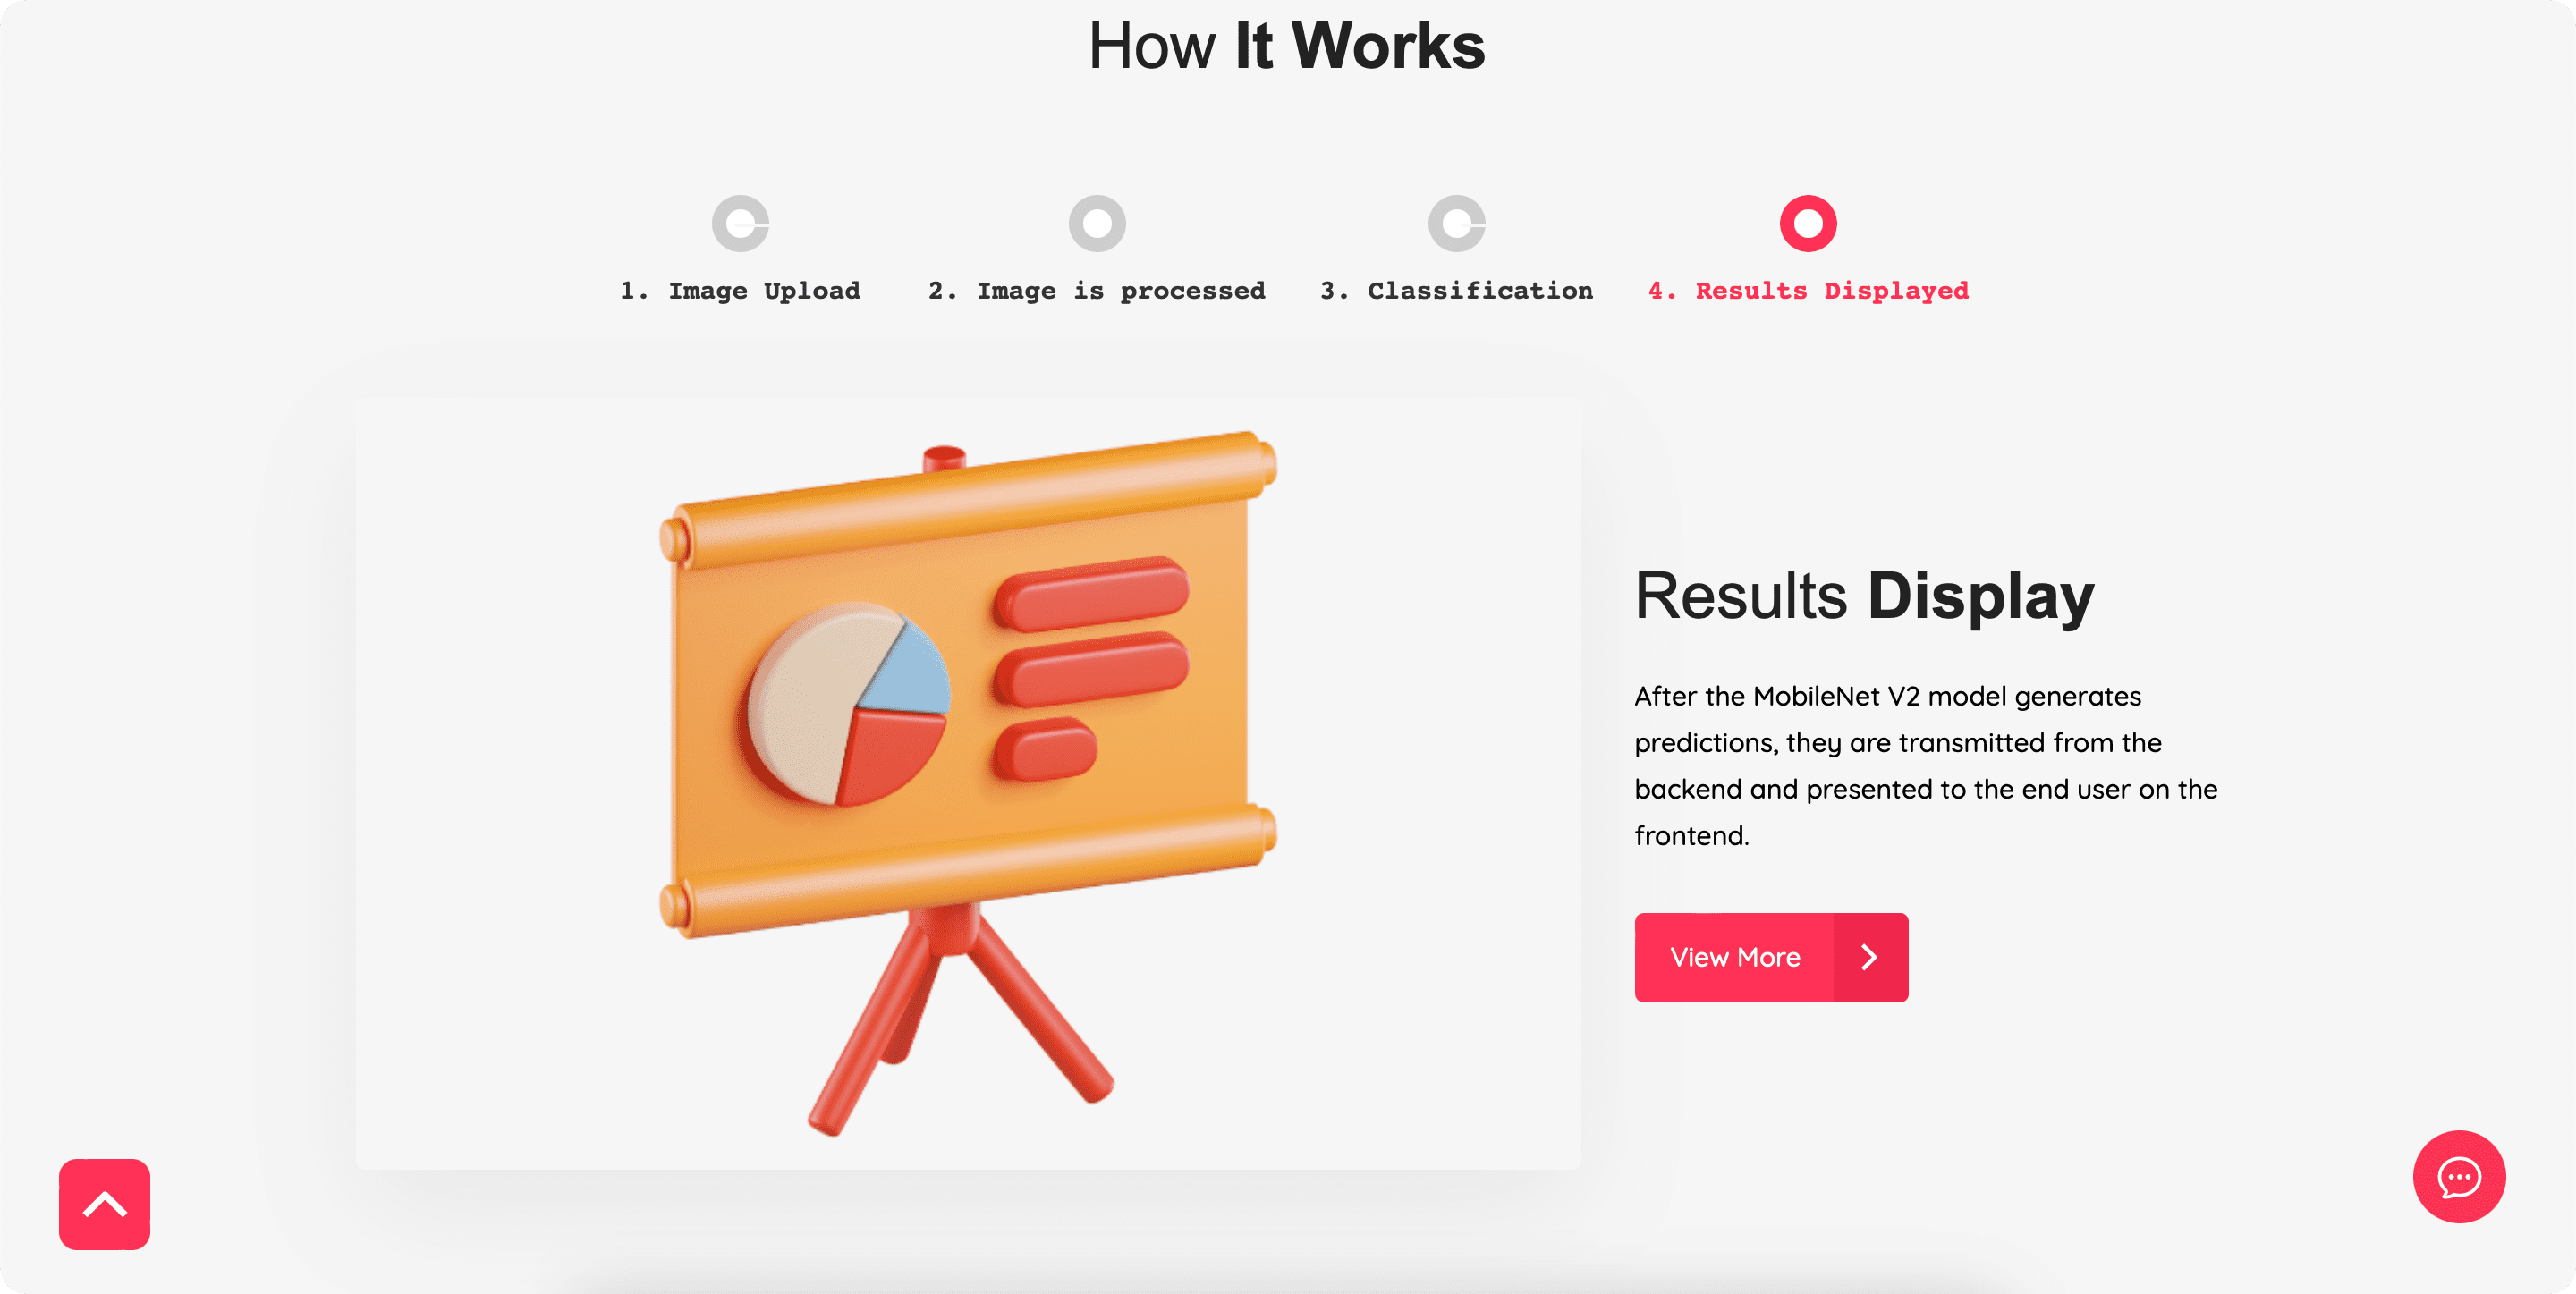 How It Works
1. Image Upload
2. Image is processed
3. Classification
4. Results Displayed
Results Display
After the MobileNet V2 model generates
predictions, they are transmitted from the
backend and presented to the end user on the
frontend.
View More